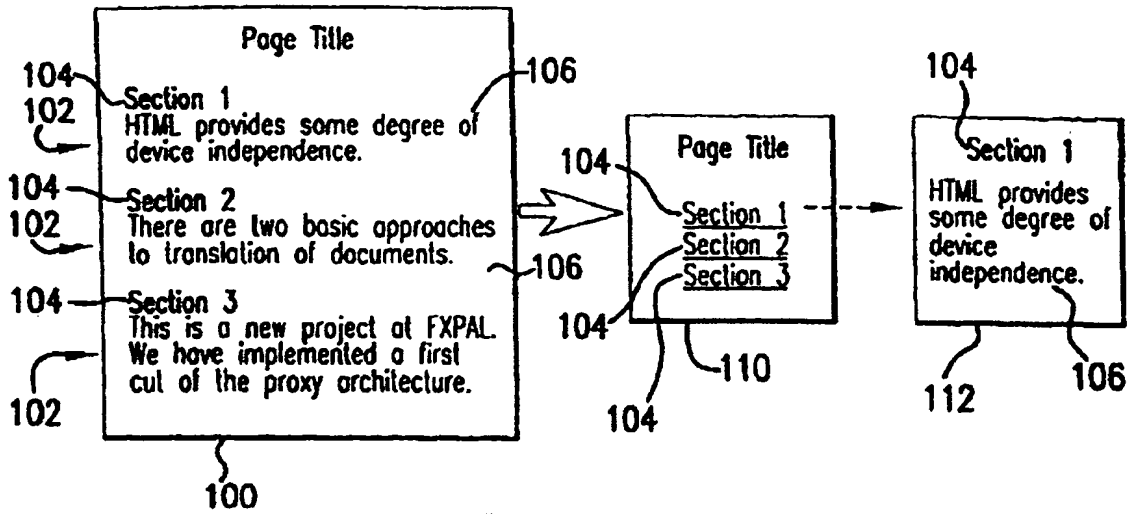 Page Title
104
Section 1
106
102
HTML provides some degree of
device independence.
104
Section 2
102
There are two basic approaches
to translation of documents.
106
104
Section 3
This is a new project at FXPAL.
We have implemented a first
cut of the proxy architecture.
102
100
Page Title
104
Section 1
Section 2
Section 3
104
104
110
104
Section 1
HTML provides
some degree of
device
independence.
112
106